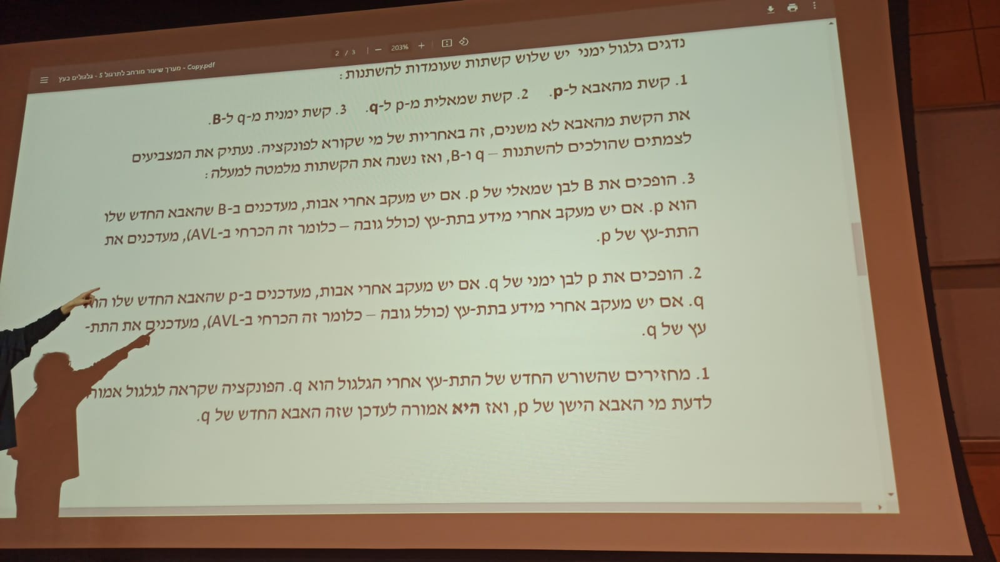 מערך שיעור מורחב לתרגול 5 - גלגולים בעץ - Copy.pdf
2 / 3 | − 203% +
נדגים גלגול ימני יש שלוש קשתות שעומדות להשתנות:
1. קשת מהאבא ל-p. 2. קשת שמאלית מ-p ל-q. 3. קשת ימנית מ-q ל-B.
את הקשת מהאבא לא משנים, זה באחריות של מי שקורא לפונקציה. נעתיק את המצביעים
לצמתים שהולכים להשתנות – q ו-B, ואז נשנה את הקשתות מלמטה למעלה:
3. הופכים את B לבן שמאלי של p. אם יש מעקב אחרי אבות, מעדכנים ב-B שהאבא החדש שלו
הוא p. אם יש מעקב אחרי מידע בתת-עץ (כולל גובה – כלומר זה הכרחי ב-AVL), מעדכנים את
התת-עץ של p.
2. הופכים את p לבן ימני של q. אם יש מעקב אחרי אבות, מעדכנים ב-p שהאבא החדש שלו הוא
q. אם יש מעקב אחרי מידע בתת-עץ (כולל גובה – כלומר זה הכרחי ב-AVL), מעדכנים את התת-
עץ של q.
1. מחזירים שהשורש החדש של התת-עץ אחרי הגלגול הוא q. הפונקציה שקראה לגלגול אמורה
לדעת מי האבא הישן של p, ואז היא אמורה לעדכן שזה האבא החדש של q.